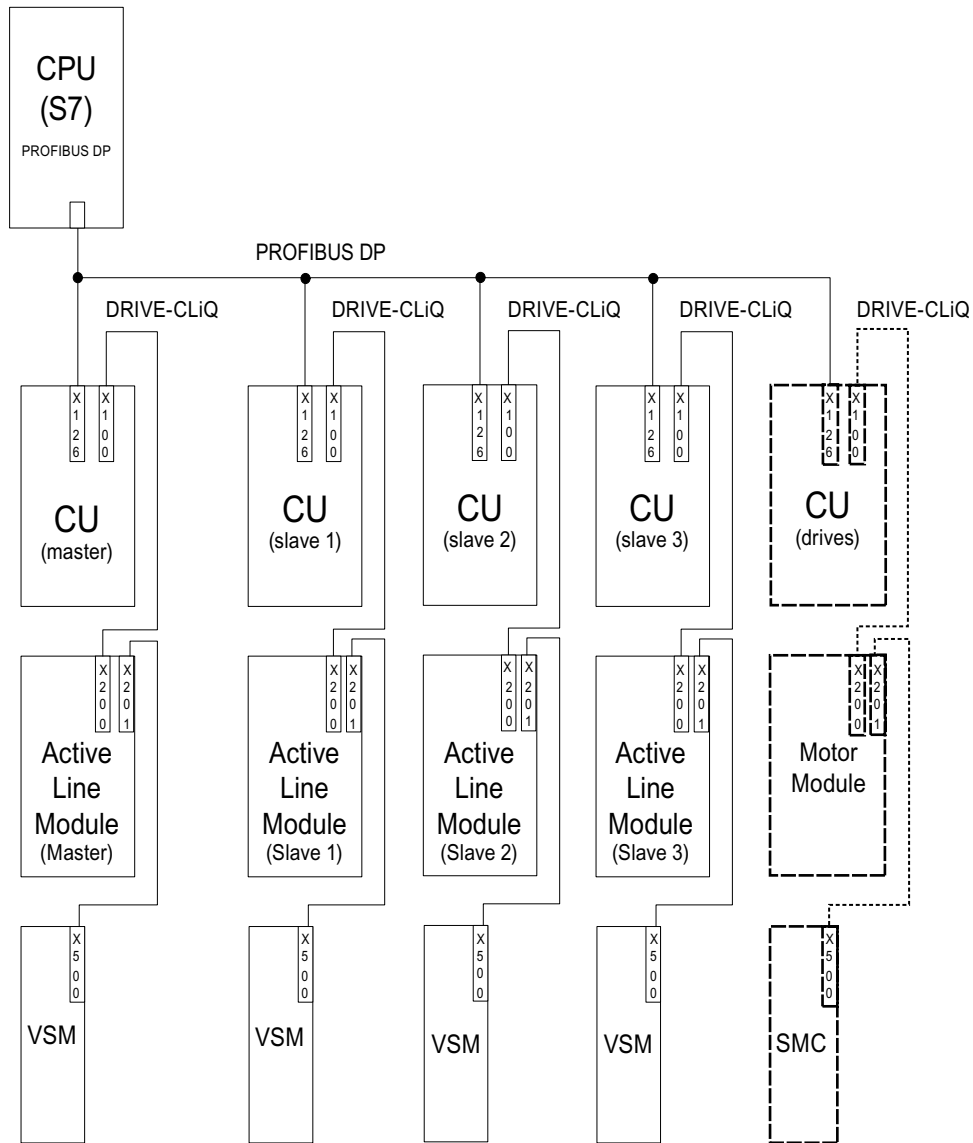 CPU
(S7)
PROFIBUS DP
PROFIBUS DP
DRIVE-CLiQ
DRIVE-CLiQ
DRIVE-CLiQ
DRIVE-CLiQ
DRIVE-CLiQ
X126
X100
X126
X100
X126
X100
X126
X100
X126
X100
CU
(master)
CU
(slave 1)
CU
(slave 2)
CU
(slave 3)
CU
(drives)
X200
X201
X200
X201
X200
X201
X200
X201
X200
X201
Active
Line
Module
(Master)
Active
Line
Module
(Slave 1)
Active
Line
Module
(Slave 2)
Active
Line
Module
(Slave 3)
Motor
Module
X500
X500
X500
X500
X500
VSM
VSM
VSM
VSM
SMC